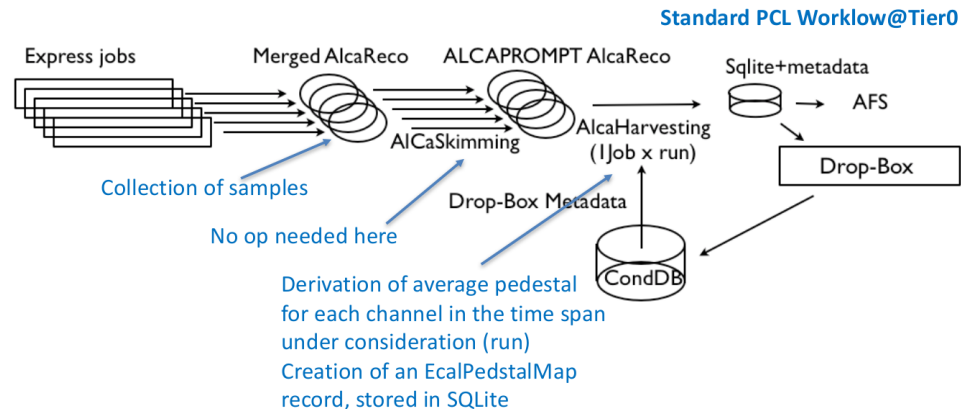 Standard PCL Worklow@Tier0
Express jobs
Merged AlcaReco
ALCAPROMPT AlcaReco
Sqlite+metadata
AFS
AlCaSkimming
AlcaHarvesting
(1Job x run)
Drop-Box
Collection of samples
Drop-Box Metadata
No op needed here
CondDB
Derivation of average pedestal
for each channel in the time span
under consideration (run)
Creation of an EcalPedstalMap
record, stored in SQLite